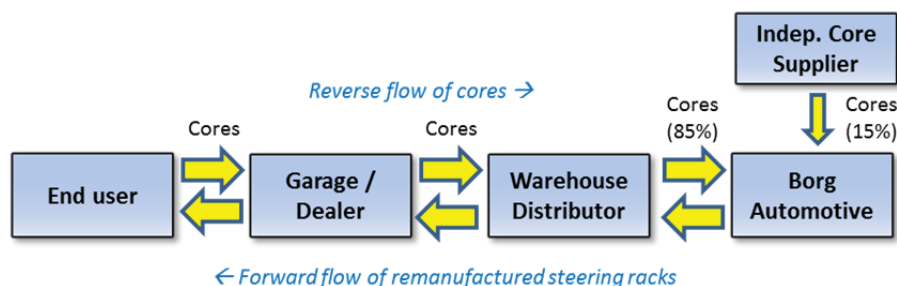 Indep. Core
Supplier
Reverse flow of cores →
Cores
Cores
Cores
(85%)
Cores
(15%)
End user
Garage /
Dealer
Warehouse
Distributor
Borg
Automotive
← Forward flow of remanufactured steering racks